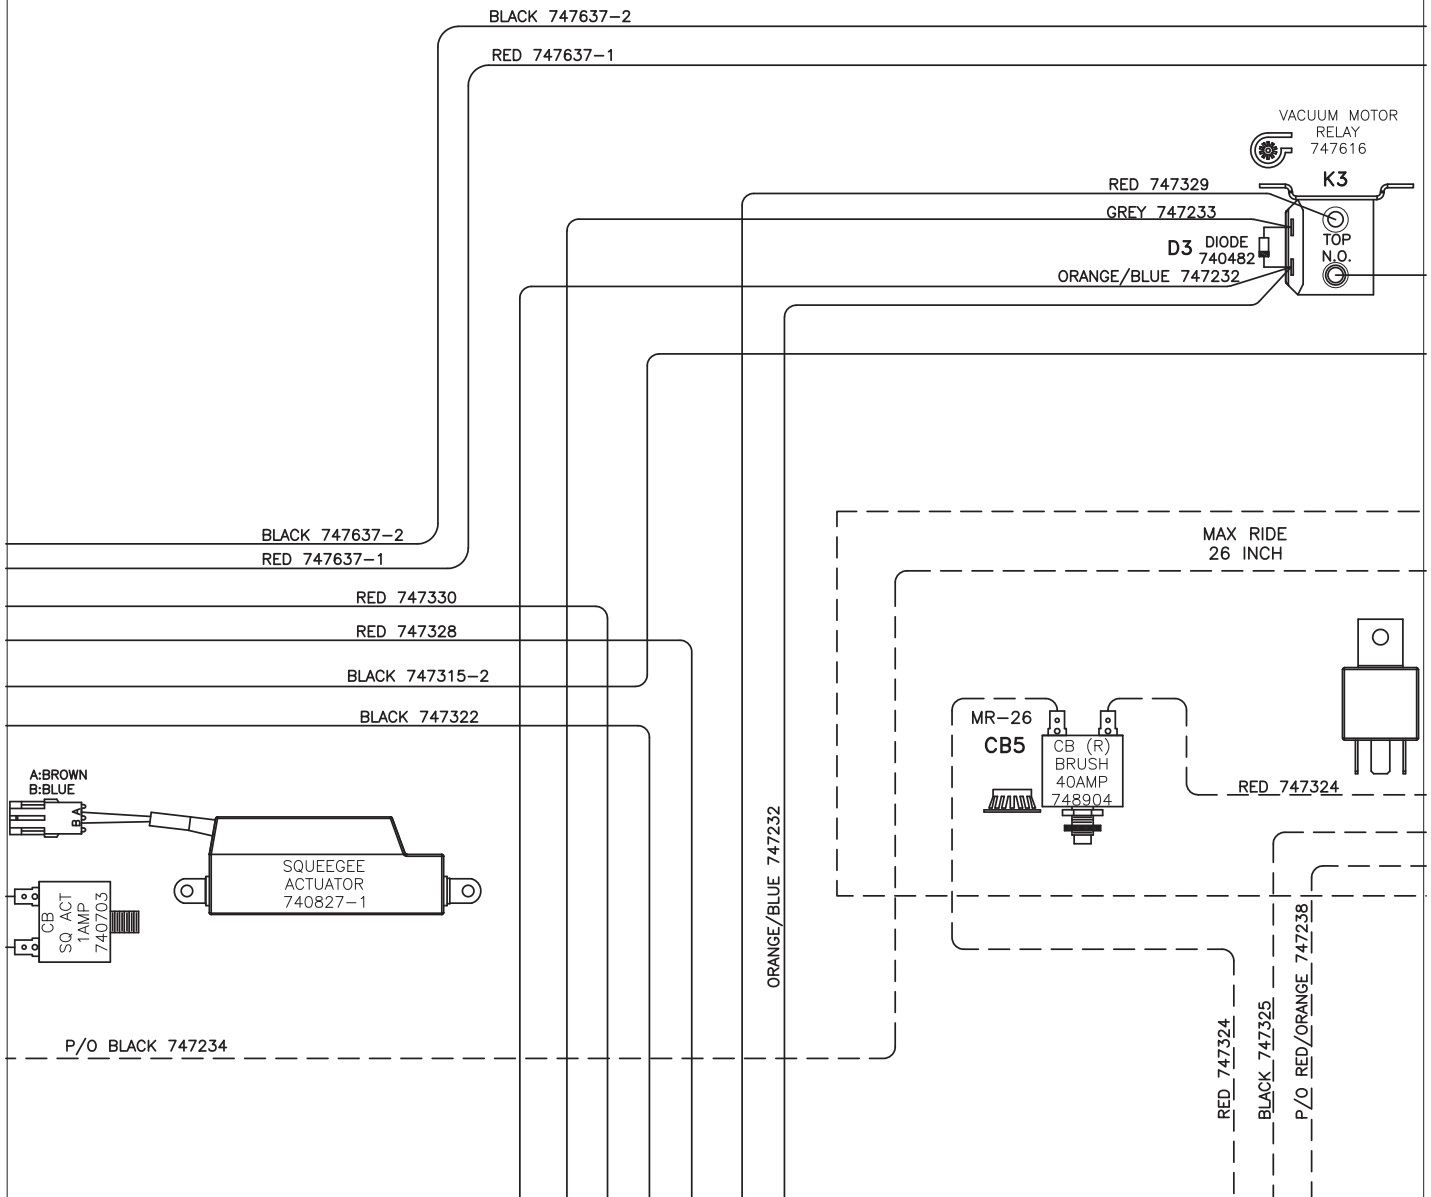 BLACK 747637-2
RED 747637-1
VACUUM MOTOR
RELAY
747616
K3
RED 747329
GREY 747233
TOP
N.O.
D3
DIODE
740482
ORANGE/BLUE 747232
BLACK 747637-2
RED 747637-1
MAX RIDE
26 INCH
RED 747330
RED 747328
BLACK 747315-2
BLACK 747322
MR-26
CB5
CB (R)
BRUSH
40AMP
748904
RED 747324
A:BROWN
B:BLUE
A
B
SQUEEGEE
ACTUATOR
740827-1
CB
SQ ACT
1AMP
740703
ORANGE/BLUE 747232
P/O BLACK 747234
RED 747324
BLACK 747325
P/O RED/ORANGE 747238